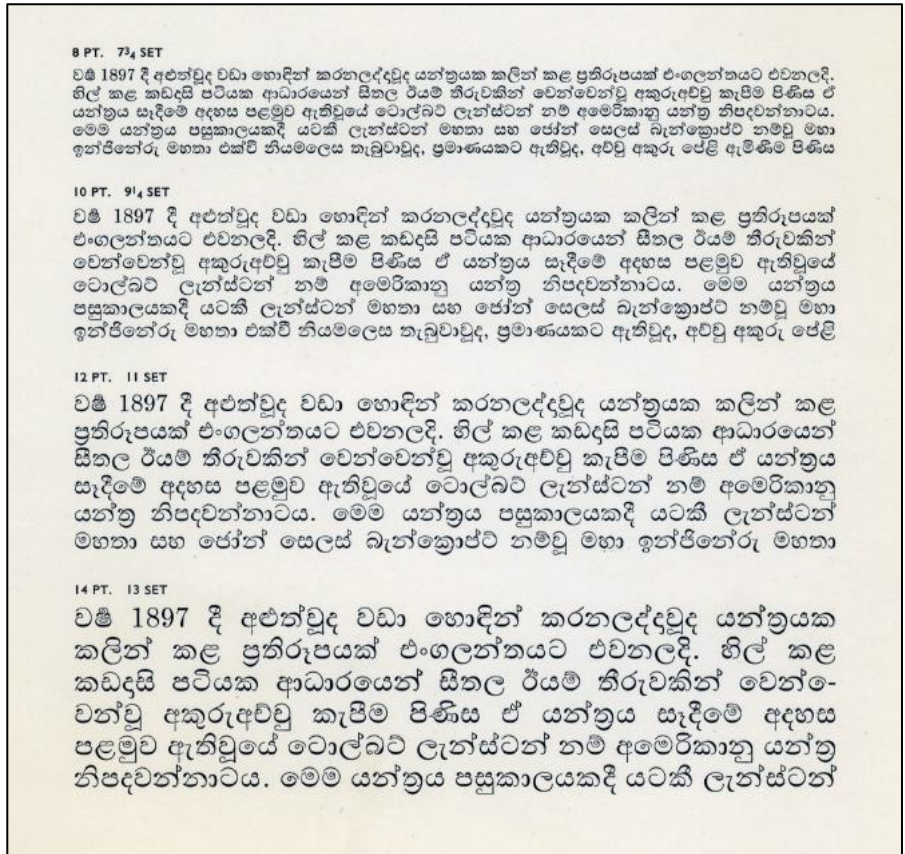 8 PT. 7¾ SET
වර්‍ෂ 1897 දී අළුත්වූද වඩා හොඳින් කරනලද්දවූද යන්ත්‍රයක කලින් කළ ප්‍රතිරූපයක් එංගලන්තයට එවනලදි.
හිල් කළ කඩදාසි පටියක ආධාරයෙන් සීතල ඊයම් තීරුවකින් වෙන්වෙන්වූ අකුරුඅච්චු කැපීම පිණිස ඒ
යන්ත්‍රය සෑදීමේ අදහස පළමුව ඇතිවූයේ ටොල්බට් ලැන්ස්ටන් නම් අමෙරිකානු යන්ත්‍ර නිපදවන්නාටය.
මෙම යන්ත්‍රය පසුකාලයකදී යටකී ලැන්ස්ටන් මහතා සහ ජෝන් සෙලස් බැන්ක්‍රොප්ට් නම්වූ මහා
ඉන්ජිනේරු මහතා එක්වී නියමලෙස තැබුවාවූද, ප්‍රමාණයකට ඇතිවූද, අච්චු අකුරු පේළි ඇමිණීම පිණිස
10 PT. 9¼ SET
වර්‍ෂ 1897 දී අළුත්වූද වඩා හොඳින් කරනලද්දවූද යන්ත්‍රයක කලින් කළ ප්‍රතිරූපයක්
එංගලන්තයට එවනලදි. හිල් කළ කඩදාසි පටියක ආධාරයෙන් සීතල ඊයම් තීරුවකින්
වෙන්වෙන්වූ අකුරුඅච්චු කැපීම පිණිස ඒ යන්ත්‍රය සෑදීමේ අදහස පළමුව ඇතිවූයේ
ටොල්බට් ලැන්ස්ටන් නම් අමෙරිකානු යන්ත්‍ර නිපදවන්නාටය. මෙම යන්ත්‍රය
පසුකාලයකදී යටකී ලැන්ස්ටන් මහතා සහ ජෝන් සෙලස් බැන්ක්‍රොප්ට් නම්වූ මහා
ඉන්ජිනේරු මහතා එක්වී නියමලෙස තැබුවාවූද, ප්‍රමාණයකට ඇතිවූද, අච්චු අකුරු පේළි
12 PT. 11 SET
වර්‍ෂ 1897 දී අළුත්වූද වඩා හොඳින් කරනලද්දවූද යන්ත්‍රයක කලින් කළ
ප්‍රතිරූපයක් එංගලන්තයට එවනලදි. හිල් කළ කඩදාසි පටියක ආධාරයෙන්
සීතල ඊයම් තීරුවකින් වෙන්වෙන්වූ අකුරුඅච්චු කැපීම පිණිස ඒ යන්ත්‍රය
සෑදීමේ අදහස පළමුව ඇතිවූයේ ටොල්බට් ලැන්ස්ටන් නම් අමෙරිකානු
යන්ත්‍ර නිපදවන්නාටය. මෙම යන්ත්‍රය පසුකාලයකදී යටකී ලැන්ස්ටන්
මහතා සහ ජෝන් සෙලස් බැන්ක්‍රොප්ට් නම්වූ මහා ඉන්ජිනේරු මහතා
14 PT. 13 SET
වර්‍ෂ 1897 දී අළුත්වූද වඩා හොඳින් කරනලද්දවූද යන්ත්‍රයක
කලින් කළ ප්‍රතිරූපයක් එංගලන්තයට එවනලදි. හිල් කළ
කඩදාසි පටියක ආධාරයෙන් සීතල ඊයම් තීරුවකින් වෙන්වෙ-
න්වූ අකුරුඅච්චු කැපීම පිණිස ඒ යන්ත්‍රය සෑදීමේ අදහස
පළමුව ඇතිවූයේ ටොල්බට් ලැන්ස්ටන් නම් අමෙරිකානු යන්ත්‍ර
නිපදවන්නාටය. මෙම යන්ත්‍රය පසුකාලයකදී යටකී ලැන්ස්ටන්